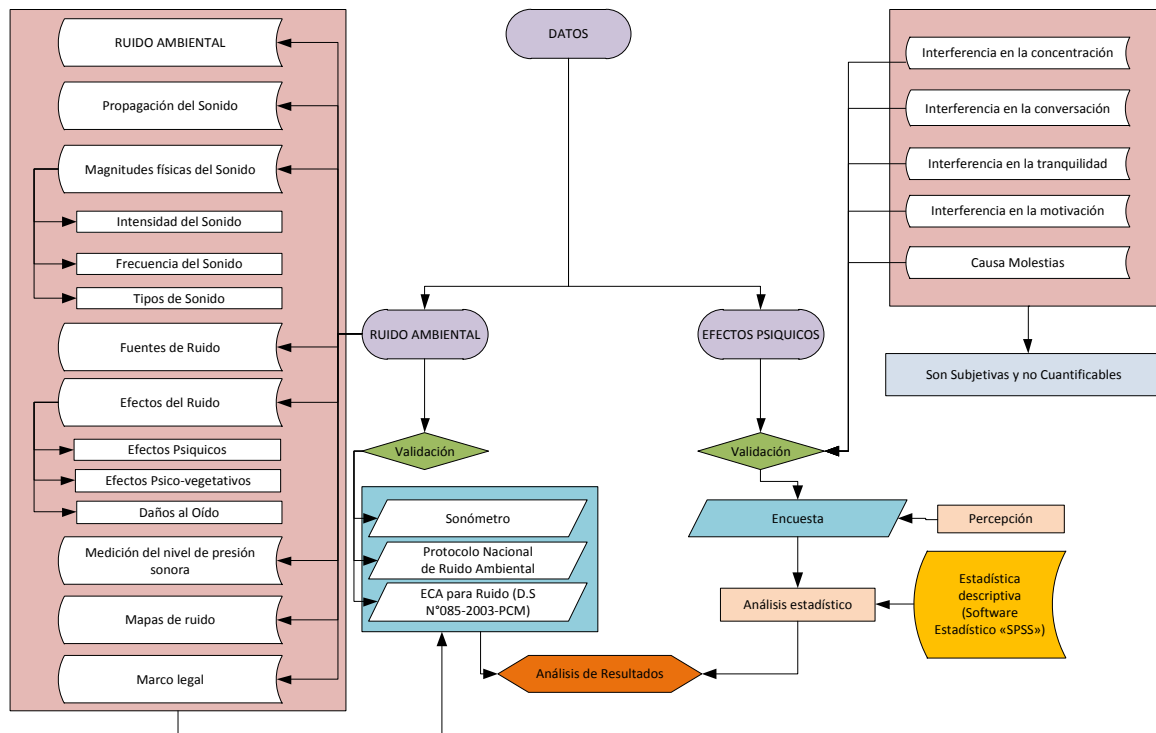 RUIDO AMBIENTAL
Propagación del Sonido
Magnitudes físicas del Sonido
Intensidad del Sonido
Frecuencia del Sonido
Tipos de Sonido
Fuentes de Ruido
Efectos del Ruido
Efectos Psiquicos
Efectos Psico-vegetativos
Daños al Oído
Medición del nivel de presión
sonora
Mapas de ruido
Marco legal
DATOS
RUIDO AMBIENTAL
Validación
Sonómetro
Protocolo Nacional
de Ruido Ambiental
ECA para Ruido (D.S
N°085-2003-PCM)
EFECTOS PSIQUICOS
Validación
Encuesta
Percepción
Análisis estadístico
Estadística
descriptiva
(Software
Estadístico «SPSS»)
Análisis de Resultados
Interferencia en la concentración
Interferencia en la conversación
Interferencia en la tranquilidad
Interferencia en la motivación
Causa Molestias
Son Subjetivas y no Cuantificables